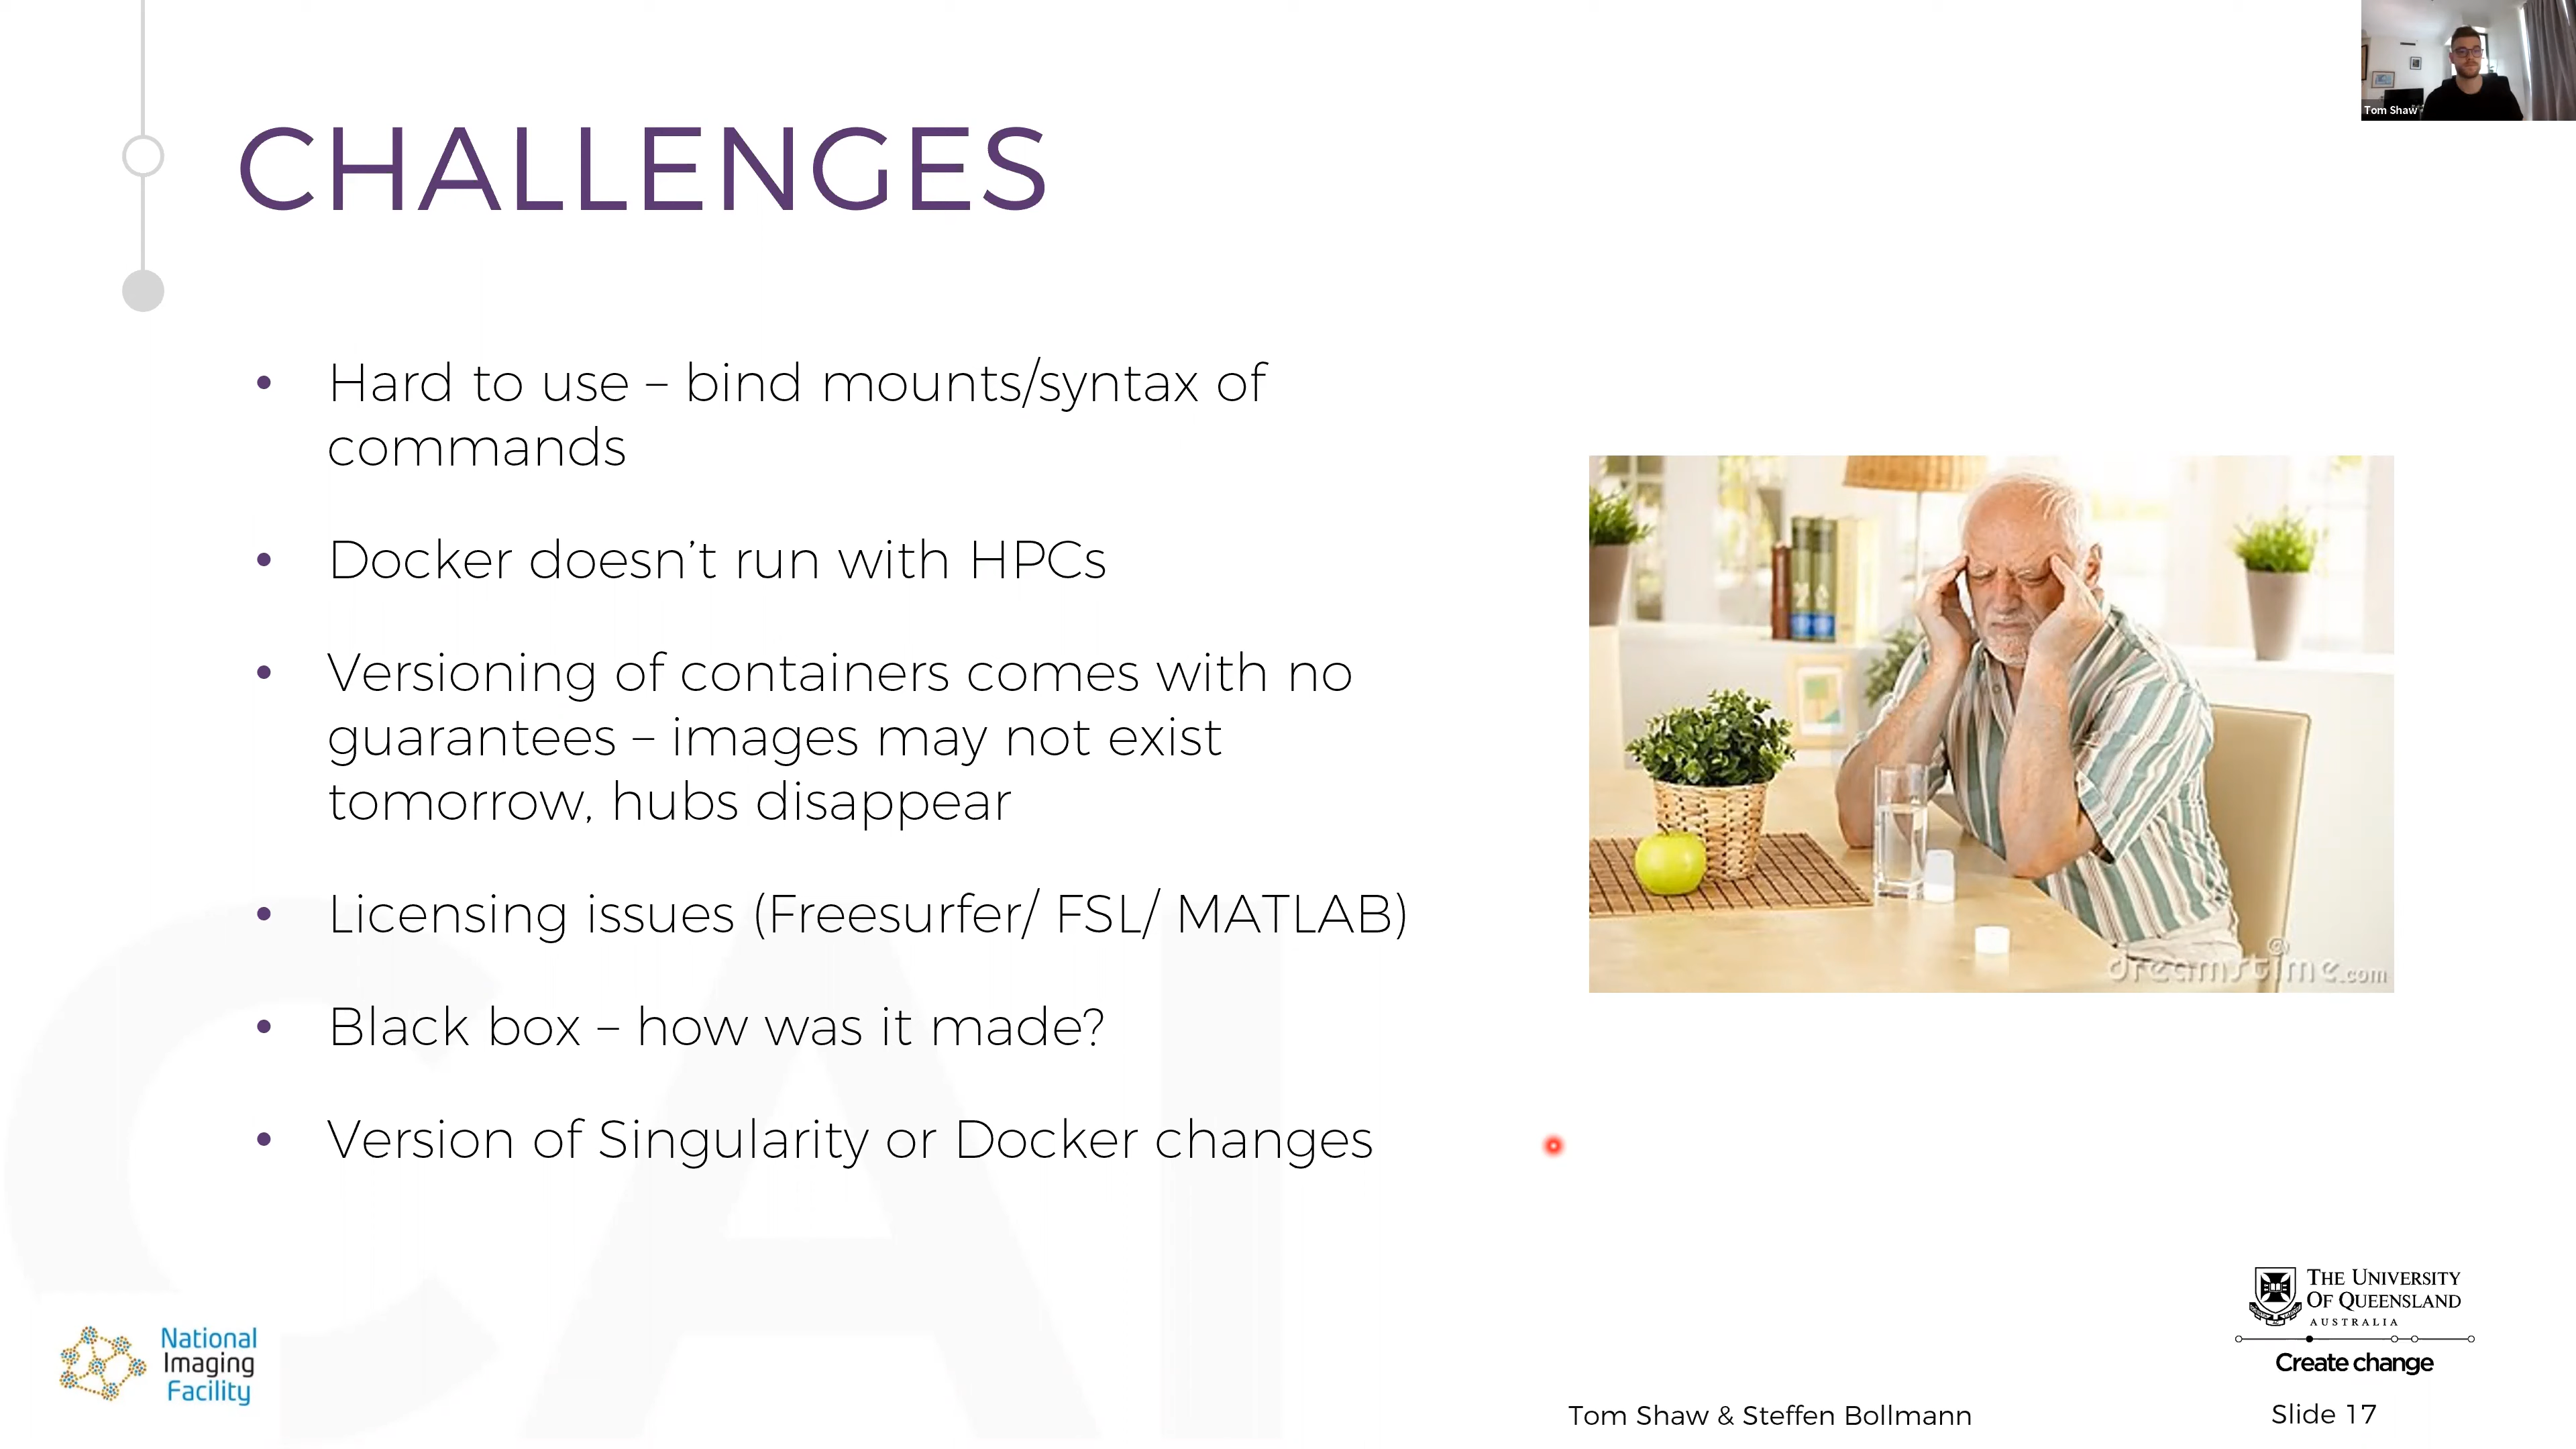 Tom Shaw
CHALLENGES
• Hard to use – bind mounts/syntax of
commands
• Docker doesn't run with HPCs
• Versioning of containers comes with no
guarantees – images may not exist
tomorrow, hubs disappear
• Licensing issues (Freesurfer/ FSL/ MATLAB)
• Black box – how was it made?
• Version of Singularity or Docker changes
dreamstime.com
CAI
National
Imaging
Facility
THE UNIVERSITY
OF QUEENSLAND
AUSTRALIA
Create change
Tom Shaw & Steffen Bollmann
Slide 17